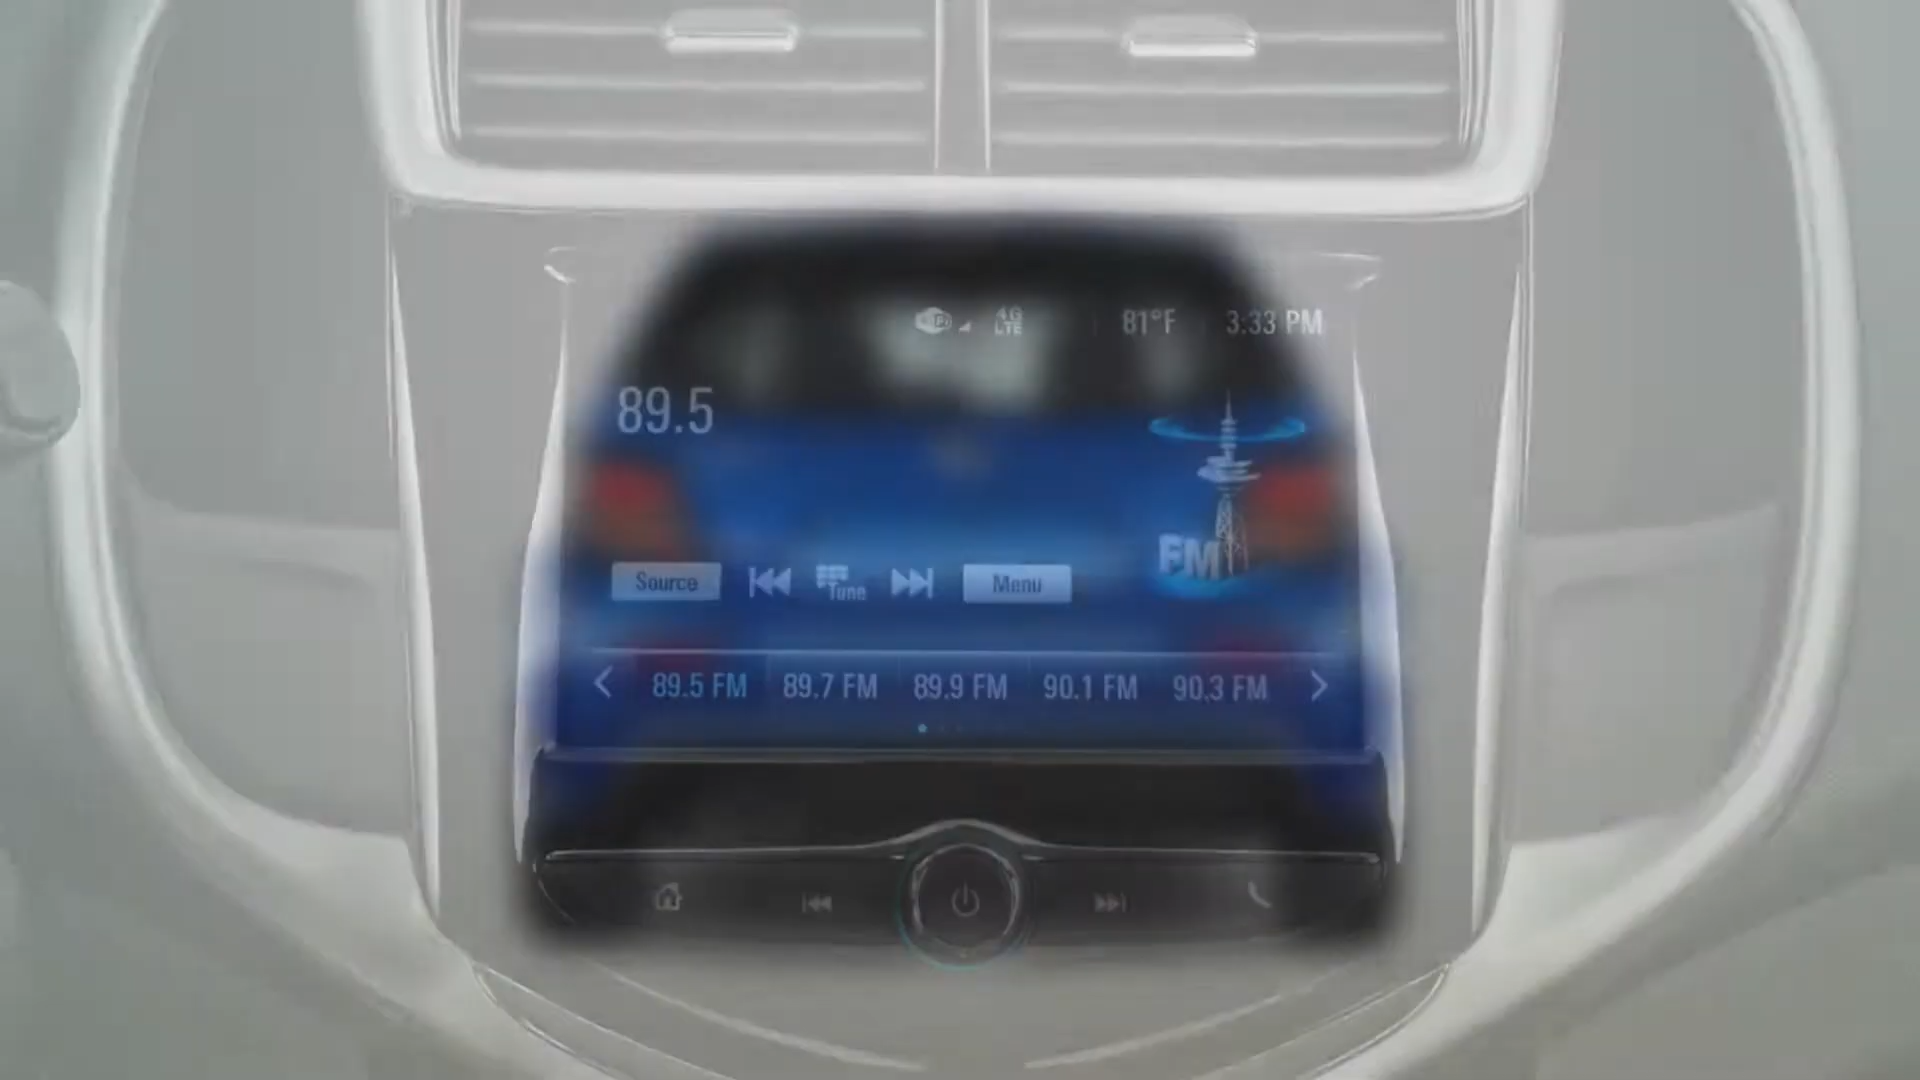 4G
LTE
81°F
3:33 PM
89.5
FM
Source
Tune
Menu
89.5 FM
89.7 FM
89.9 FM
90.1 FM
90.3 FM